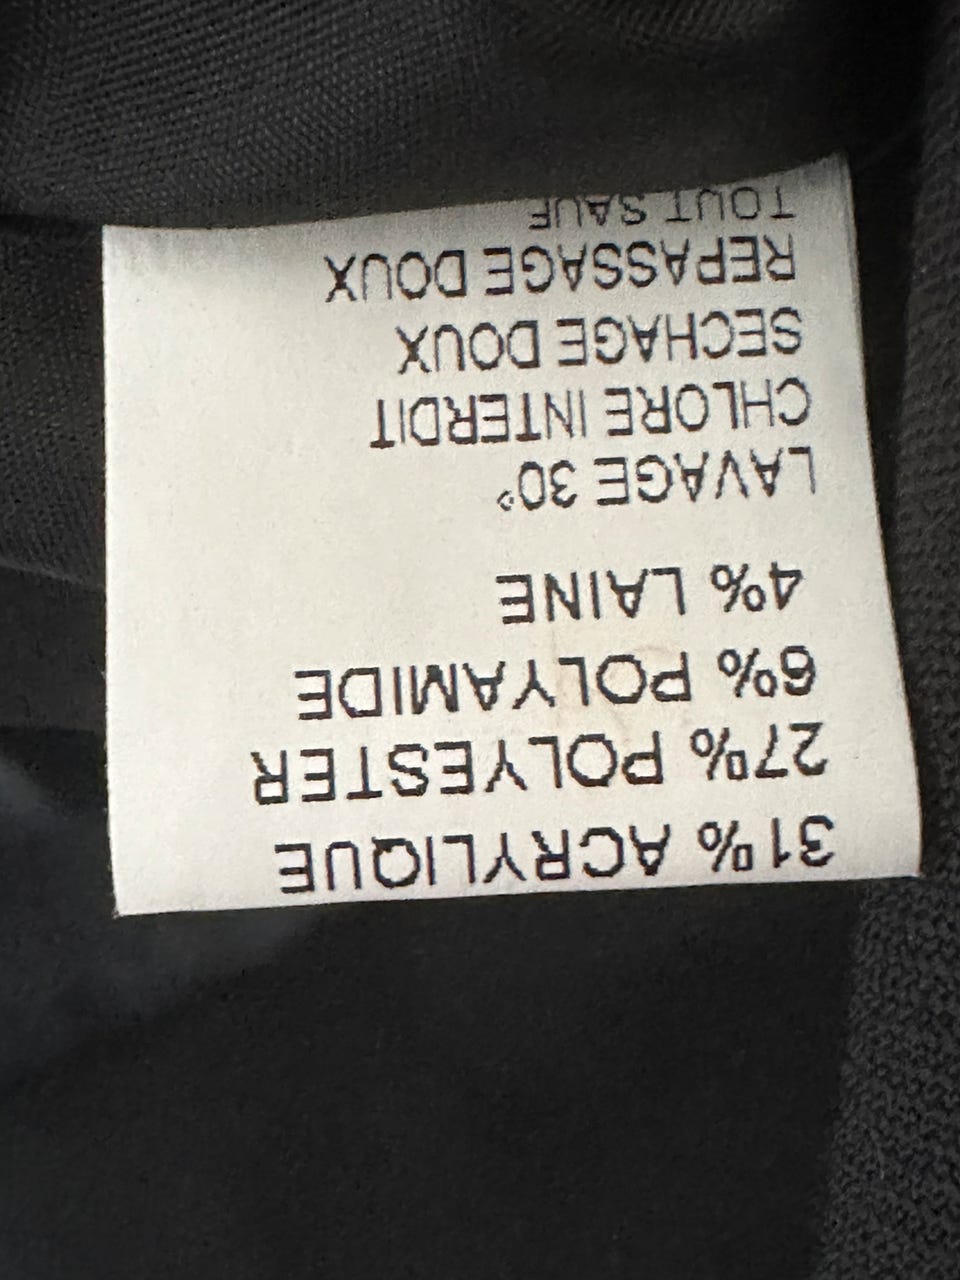 31% ACRYLIQUE
27% POLYESTER
6% POLYAMIDE
4% LAINE
LAVAGE 30°
CHLORE INTERDIT
SECHAGE DOUX
REPASSAGE DOUX
TOUT SAUF